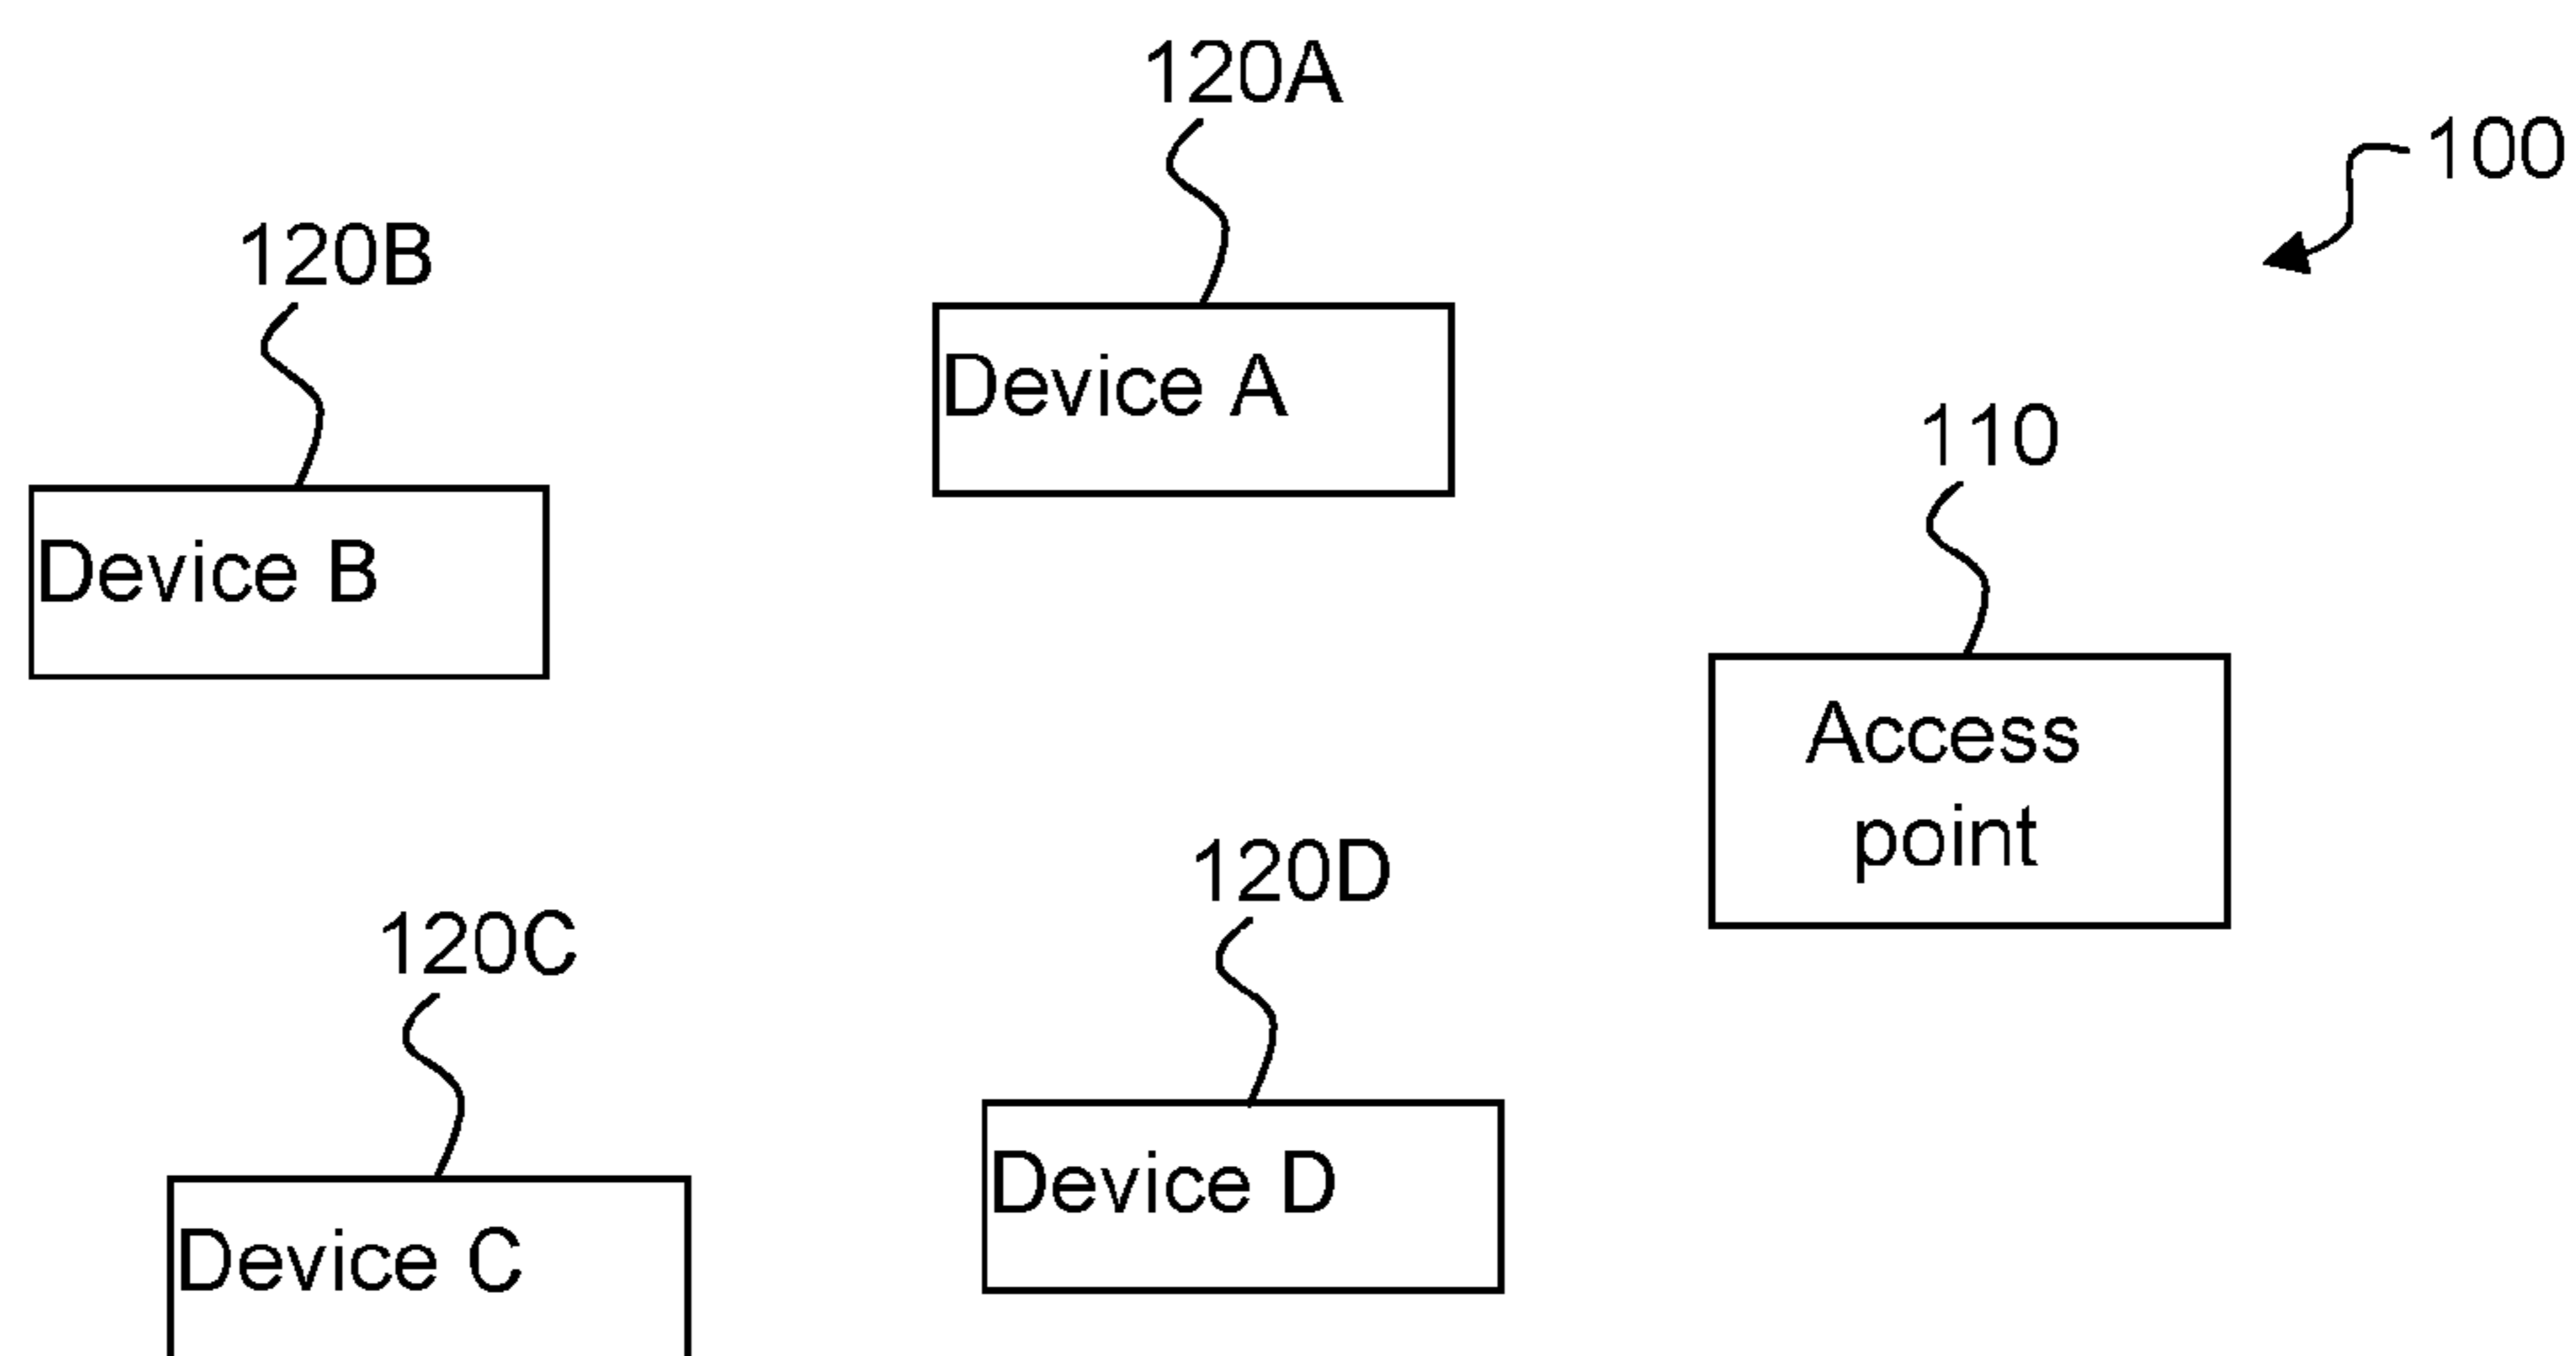 120A
100
120B
Device A
110
Device B
Access
point
120D
120C
Device D
Device C